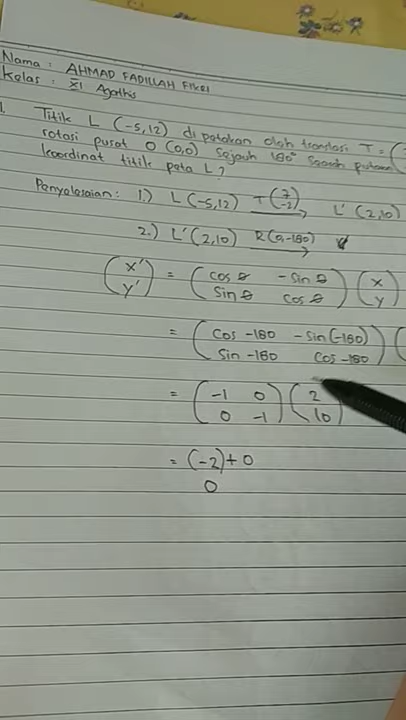 Nama : AHMAD FADILLAH FIKRI
Kelas : XI Agathis
1. Titik L (-5,12) di petakan oleh translasi T = (7
rotasi pusat O (0,0) sejauh 180° searah putaran
koordinat titik peta L?
Penyelesaian : 1.) L (-5,12) T(7 -2) → L' (2,10)
2.) L' (2,10) R(0,-180) →
(x' y') = (cos θ -sin θ sin θ cos θ) (x y)
= (cos -180 -sin(-180) sin -180 cos -180) (
= (-1 0 0 -1) (2 10)
= (-2) + 0
0